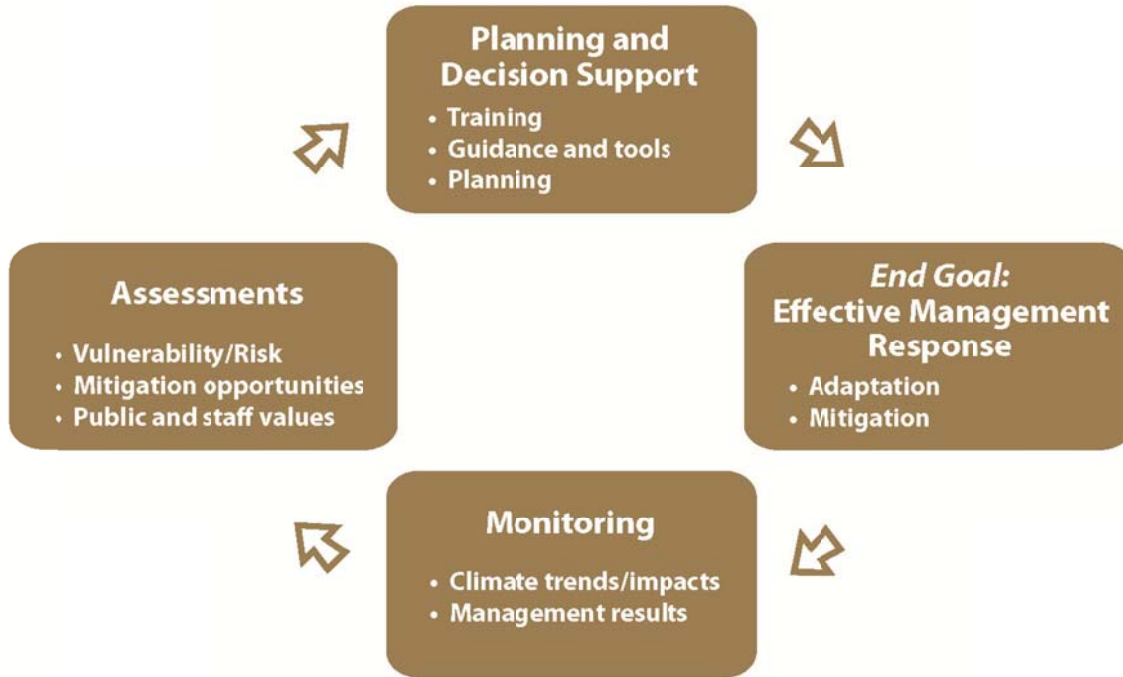 Planning and
Decision Support
• Training
• Guidance and tools
• Planning
Assessments
• Vulnerability/Risk
• Mitigation opportunities
• Public and staff values
End Goal:
Effective Management
Response
• Adaptation
• Mitigation
Monitoring
• Climate trends/impacts
• Management results